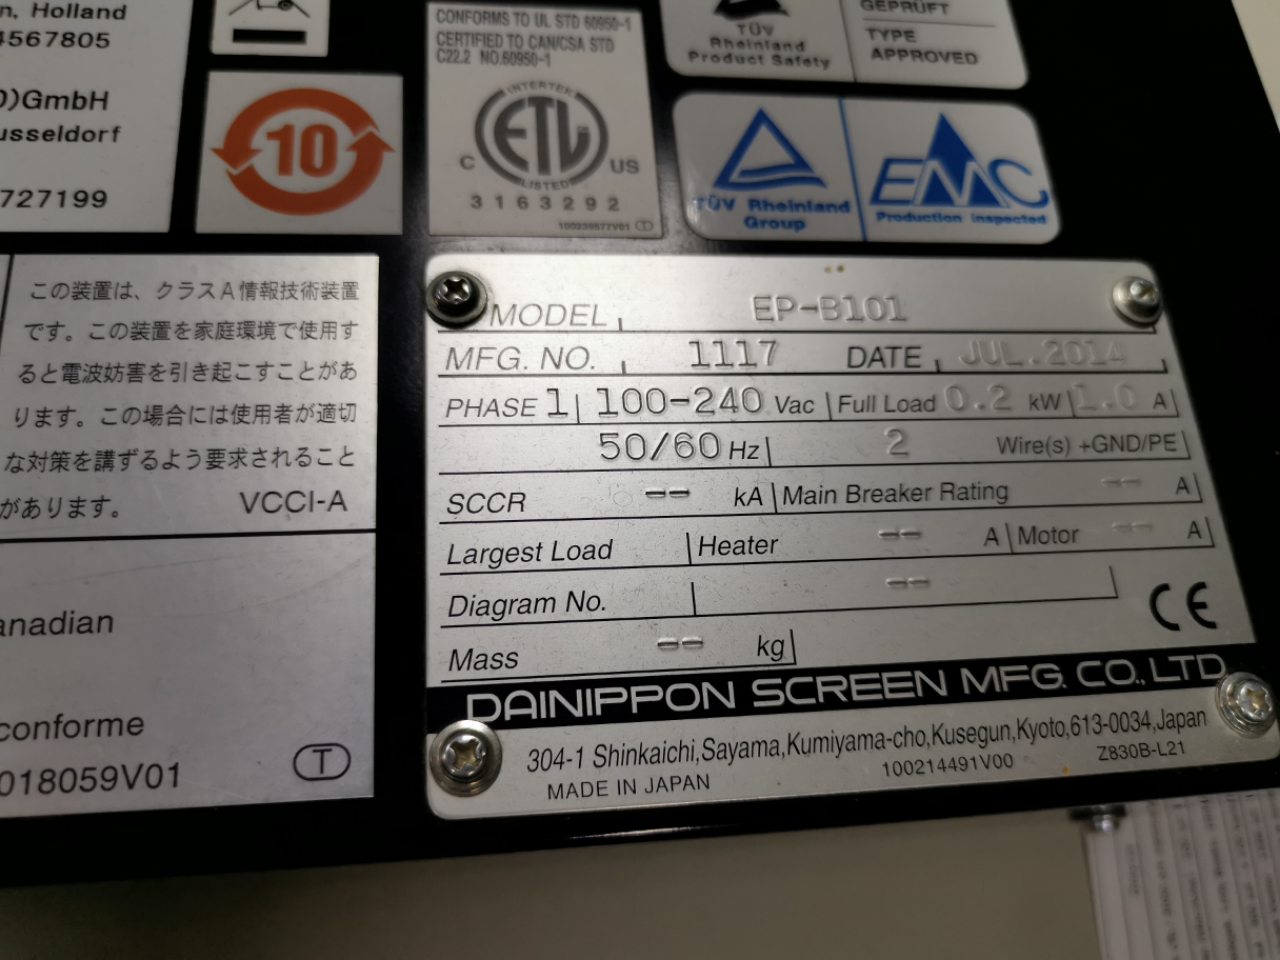 n, Holland
4567805
O)GmbH
usseldorf
727199
10
CONFORMS TO UL STD 60950-1
CERTIFIED TO CAN/CSA STD
C22.2 NO.60950-1
INTERTEK
ETL
C US
LISTED
3163292
100239577V01 T
TÜV
Rheinland
Product Safety
GEPRÜFT
TYPE
APPROVED
TÜV Rheinland
Group
EMC
Production inspected
この装置は、クラスA情報技術装置
です。この装置を家庭環境で使用す
ると電波妨害を引き起こすことがあ
ります。この場合には使用者が適切
な対策を講ずるよう要求されること
があります。 VCCI-A
anadian
conforme
018059V01 T
MODEL EP-B101
MFG. NO. 1117 DATE JUL.2014
PHASE 1 100-240 Vac Full Load 0.2 kW 1.0 A
50/60 Hz 2 Wire(s) +GND/PE
SCCR -- kA Main Breaker Rating -- A
Largest Load Heater -- A Motor -- A
Diagram No. --
Mass -- kg
CE
DAINIPPON SCREEN MFG. CO., LTD.
304-1 Shinkaichi,Sayama,Kumiyama-cho,Kusegun,Kyoto,613-0034,Japan
MADE IN JAPAN 100214491V00 Z830B-L21